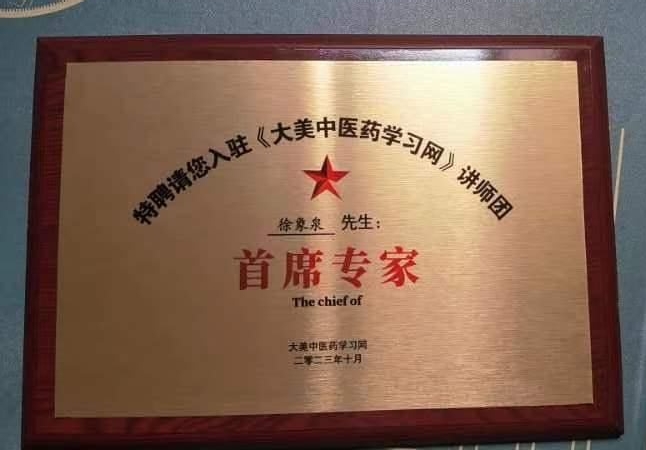 特聘请您入驻《大美中医药学习网》讲师团
徐象泉 先生:
首席专家
The chief of
大美中医药学习网
二零二三年十月